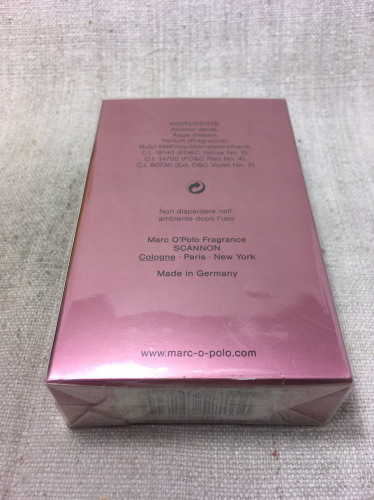 INGREDIENTS:
Alcohol denat.,
Aqua (Water),
Parfum (Fragrance),
Butyl Methoxydibenzoylmethane,
C.I. 19140 (FD&C Yellow No. 5),
C.I. 14700 (FD&C Red No. 4),
C.I. 60730 (Ext. D&C Violet No. 2)
Non disperdere nell'
ambiente dopo l'uso
Marc O'Polo Fragrance
SCANNON
Cologne · Paris · New York
Made in Germany
www.marc-o-polo.com